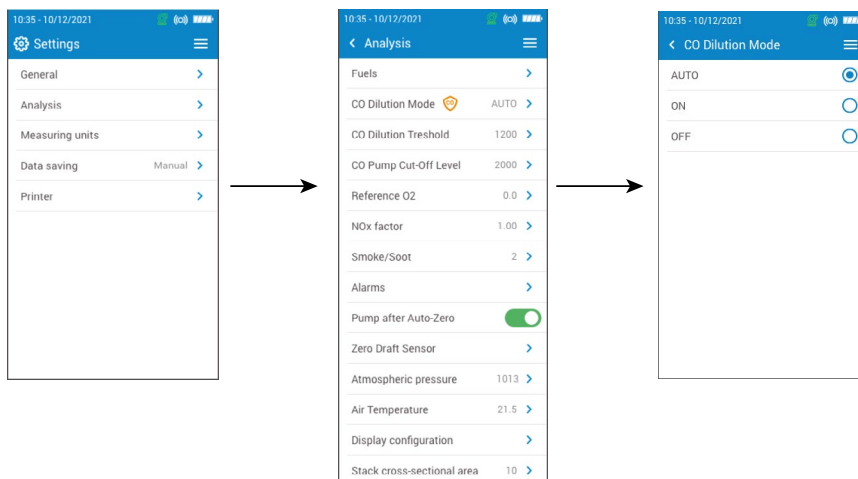 10:35 - 10/12/2021
Settings
General
Analysis
Measuring units
Data saving Manual
Printer
10:35 - 10/12/2021
Analysis
Fuels
CO Dilution Mode CO AUTO
CO Dilution Treshold 1200
CO Pump Cut-Off Level 2000
Reference O2 0.0
NOx factor 1.00
Smoke/Soot 2
Alarms
Pump after Auto-Zero
Zero Draft Sensor
Atmospheric pressure 1013
Air Temperature 21.5
Display configuration
Stack cross-sectional area 10
10:35 - 10/12/2021
CO Dilution Mode
AUTO
ON
OFF